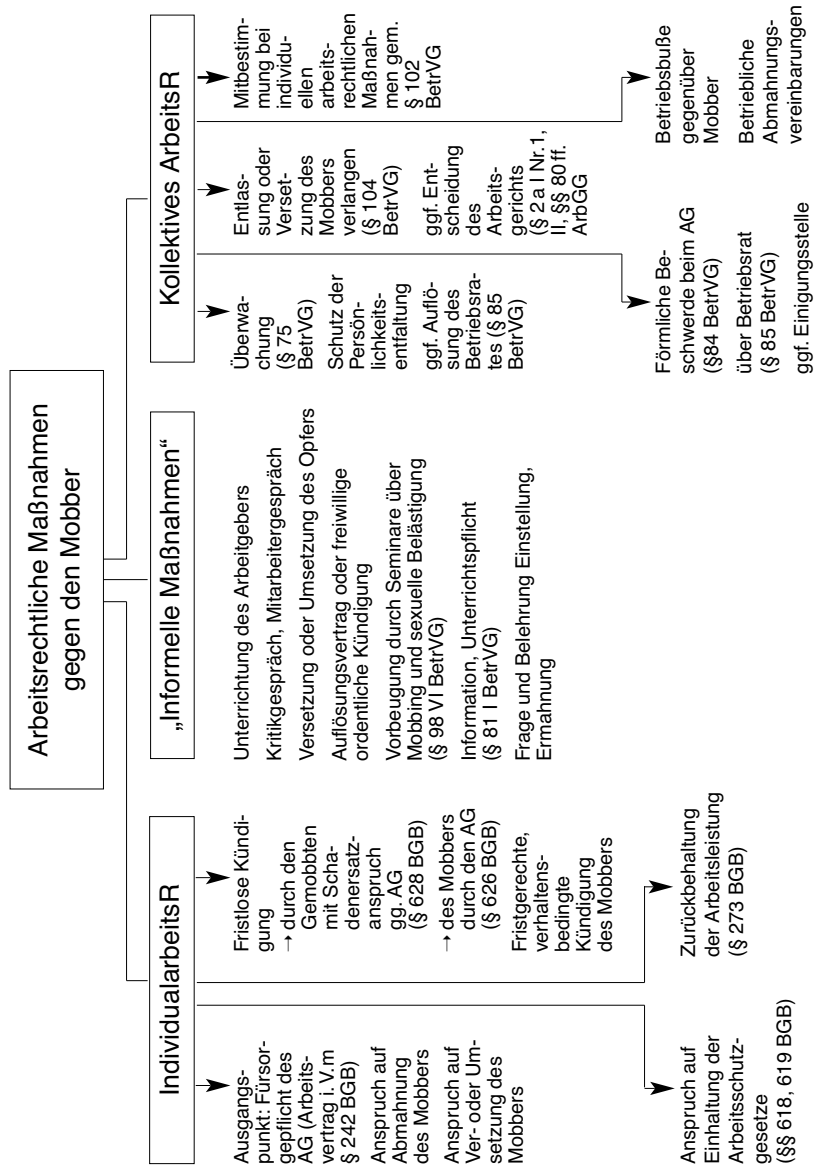 Arbeitsrechtliche Maßnahmen
gegen den Mobber
IndividualarbeitsR
Ausgangs-
punkt: Fürsor-
gepflicht des
AG (Arbeits-
vertrag i. V. m
§ 242 BGB)
Anspruch auf
Abmahnung
des Mobbers
Anspruch auf
Ver- oder Um-
setzung des
Mobbers
Fristlose Kündi-
gung
→ durch den
Gemobbten
mit Scha-
denersatz-
anspruch
gg. AG
(§ 628 BGB)
→ des Mobbers
durch den AG
(§ 626 BGB)
Fristgerechte,
verhaltens-
bedingte
Kündigung
des Mobbers
Anspruch auf
Einhaltung der
Arbeitsschutz-
gesetze
(§§ 618, 619 BGB)
Zurückbehaltung
der Arbeitsleistung
(§ 273 BGB)
„Informelle Maßnahmen“
Unterrichtung des Arbeitgebers
Kritikgespräch, Mitarbeitergespräch
Versetzung oder Umsetzung des Opfers
Auflösungsvertrag oder freiwillige
ordentliche Kündigung
Vorbeugung durch Seminare über
Mobbing und sexuelle Belästigung
(§ 98 VI BetrVG)
Information, Unterrichtspflicht
(§ 81 I BetrVG)
Frage und Belehrung Einstellung,
Ermahnung
Kollektives ArbeitsR
Überwa-
chung
(§ 75
BetrVG)
Schutz der
Persön-
lichkeits-
entfaltung
ggf. Auflö-
sung des
Betriebsra-
tes (§ 85
BetrVG)
Entlas-
sung oder
Verset-
zung des
Mobbers
verlangen
(§ 104
BetrVG)
ggf. Ent-
scheidung
des
Arbeits-
gerichts
(§ 2 a I Nr. 1,
II, §§ 80 ff.
ArbGG
Mitbestim-
mung bei
individu-
ellen
arbeits-
rechtlichen
Maßnah-
men gem.
§ 102
BetrVG
Förmliche Be-
schwerde beim AG
(§84 BetrVG)
über Betriebsrat
(§ 85 BetrVG)
ggf. Einigungsstelle
Betriebsbuße
gegenüber
Mobber
Betriebliche
Abmahnungs-
vereinbarungen